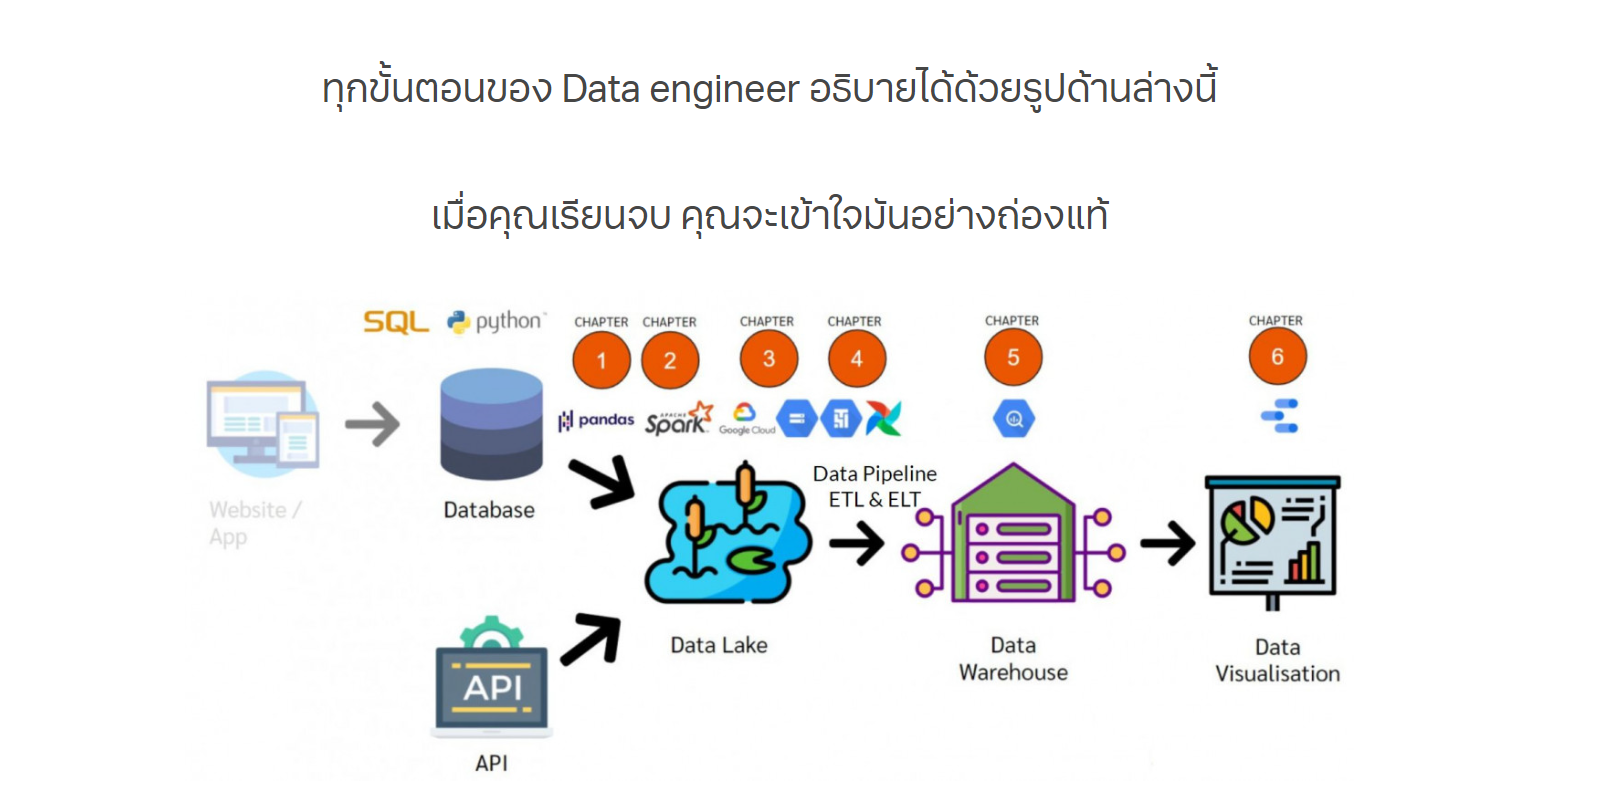 ทุกขั้นตอนของ Data engineer อธิบายได้ด้วยรูปด้านล่างนี้
เมื่อคุณเรียนจบ คุณจะเข้าใจมันอย่างถ่องแท้
SQL python™
CHAPTER CHAPTER CHAPTER CHAPTER CHAPTER CHAPTER
1 2 3 4 5 6
pandas APACHE Spark™ Google Cloud
Website /
App
Database
Data Pipeline
ETL & ELT
Data Lake
Data
Warehouse
Data
Visualisation
API
API